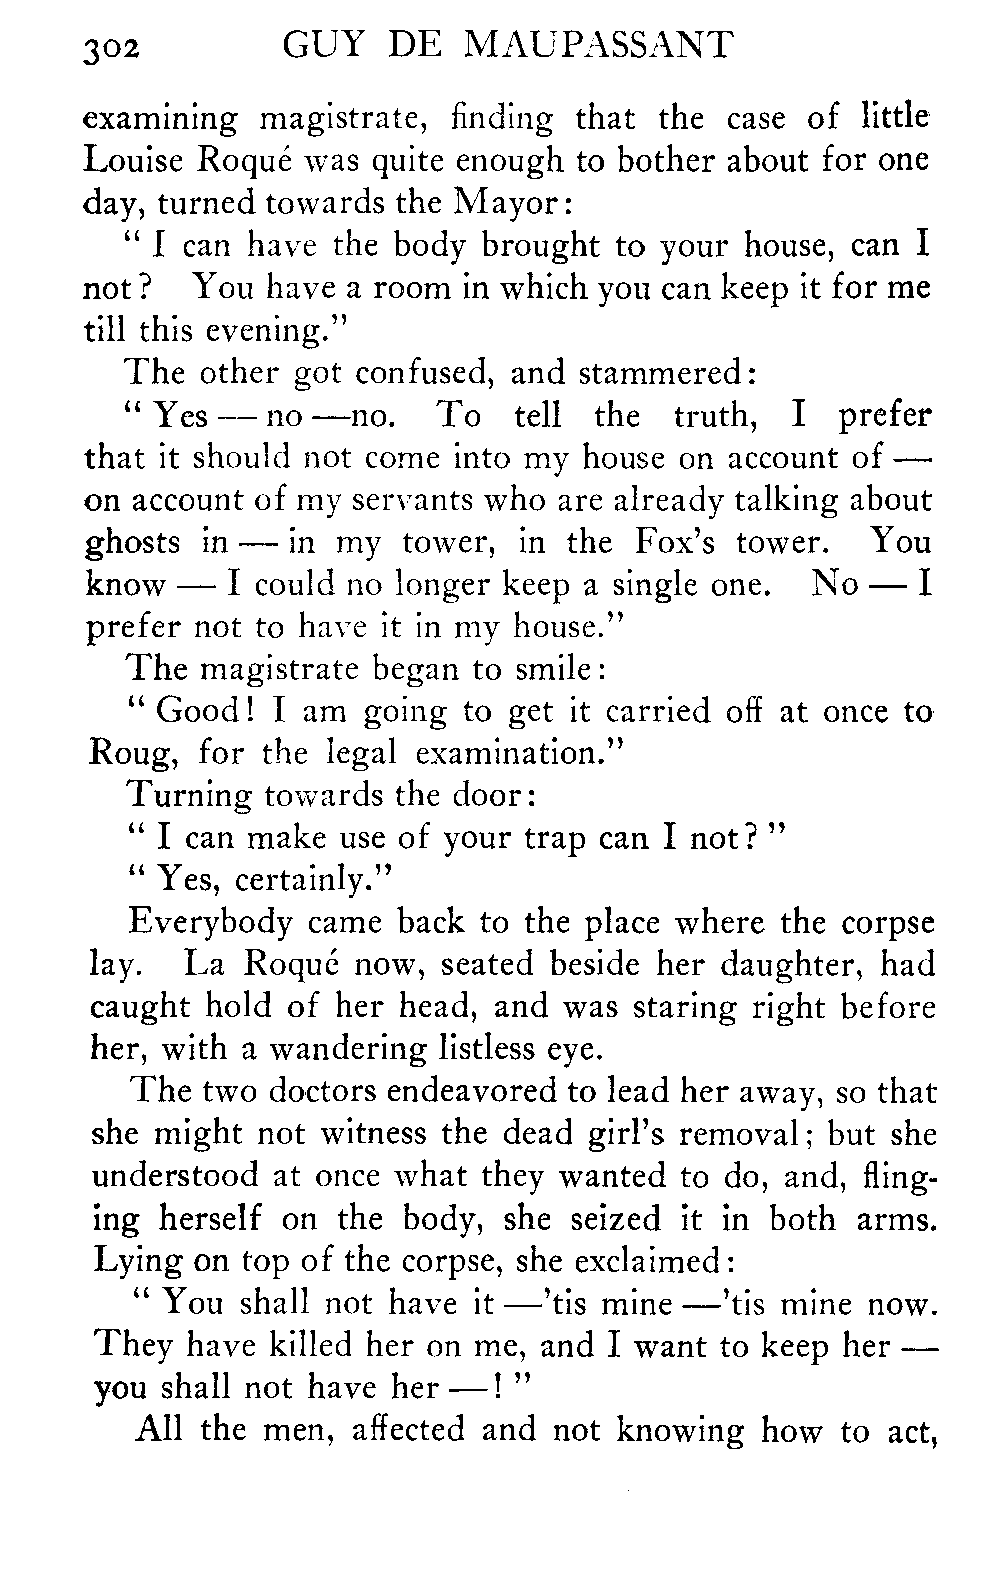 302 GUY DE MAUPASSANT
examining magistrate, finding that the case of little
Louise Roqué was quite enough to bother about for one
day, turned towards the Mayor:
" I can have the body brought to your house, can I
not? You have a room in which you can keep it for me
till this evening."
The other got confused, and stammered:
" Yes — no —no. To tell the truth, I prefer
that it should not come into my house on account of —
on account of my servants who are already talking about
ghosts in — in my tower, in the Fox's tower. You
know — I could no longer keep a single one. No — I
prefer not to have it in my house."
The magistrate began to smile:
" Good! I am going to get it carried off at once to
Roug, for the legal examination."
Turning towards the door:
" I can make use of your trap can I not? "
" Yes, certainly."
Everybody came back to the place where the corpse
lay. La Roqué now, seated beside her daughter, had
caught hold of her head, and was staring right before
her, with a wandering listless eye.
The two doctors endeavored to lead her away, so that
she might not witness the dead girl's removal; but she
understood at once what they wanted to do, and, fling-
ing herself on the body, she seized it in both arms.
Lying on top of the corpse, she exclaimed:
" You shall not have it —'tis mine —'tis mine now.
They have killed her on me, and I want to keep her —
you shall not have her —! "
All the men, affected and not knowing how to act,